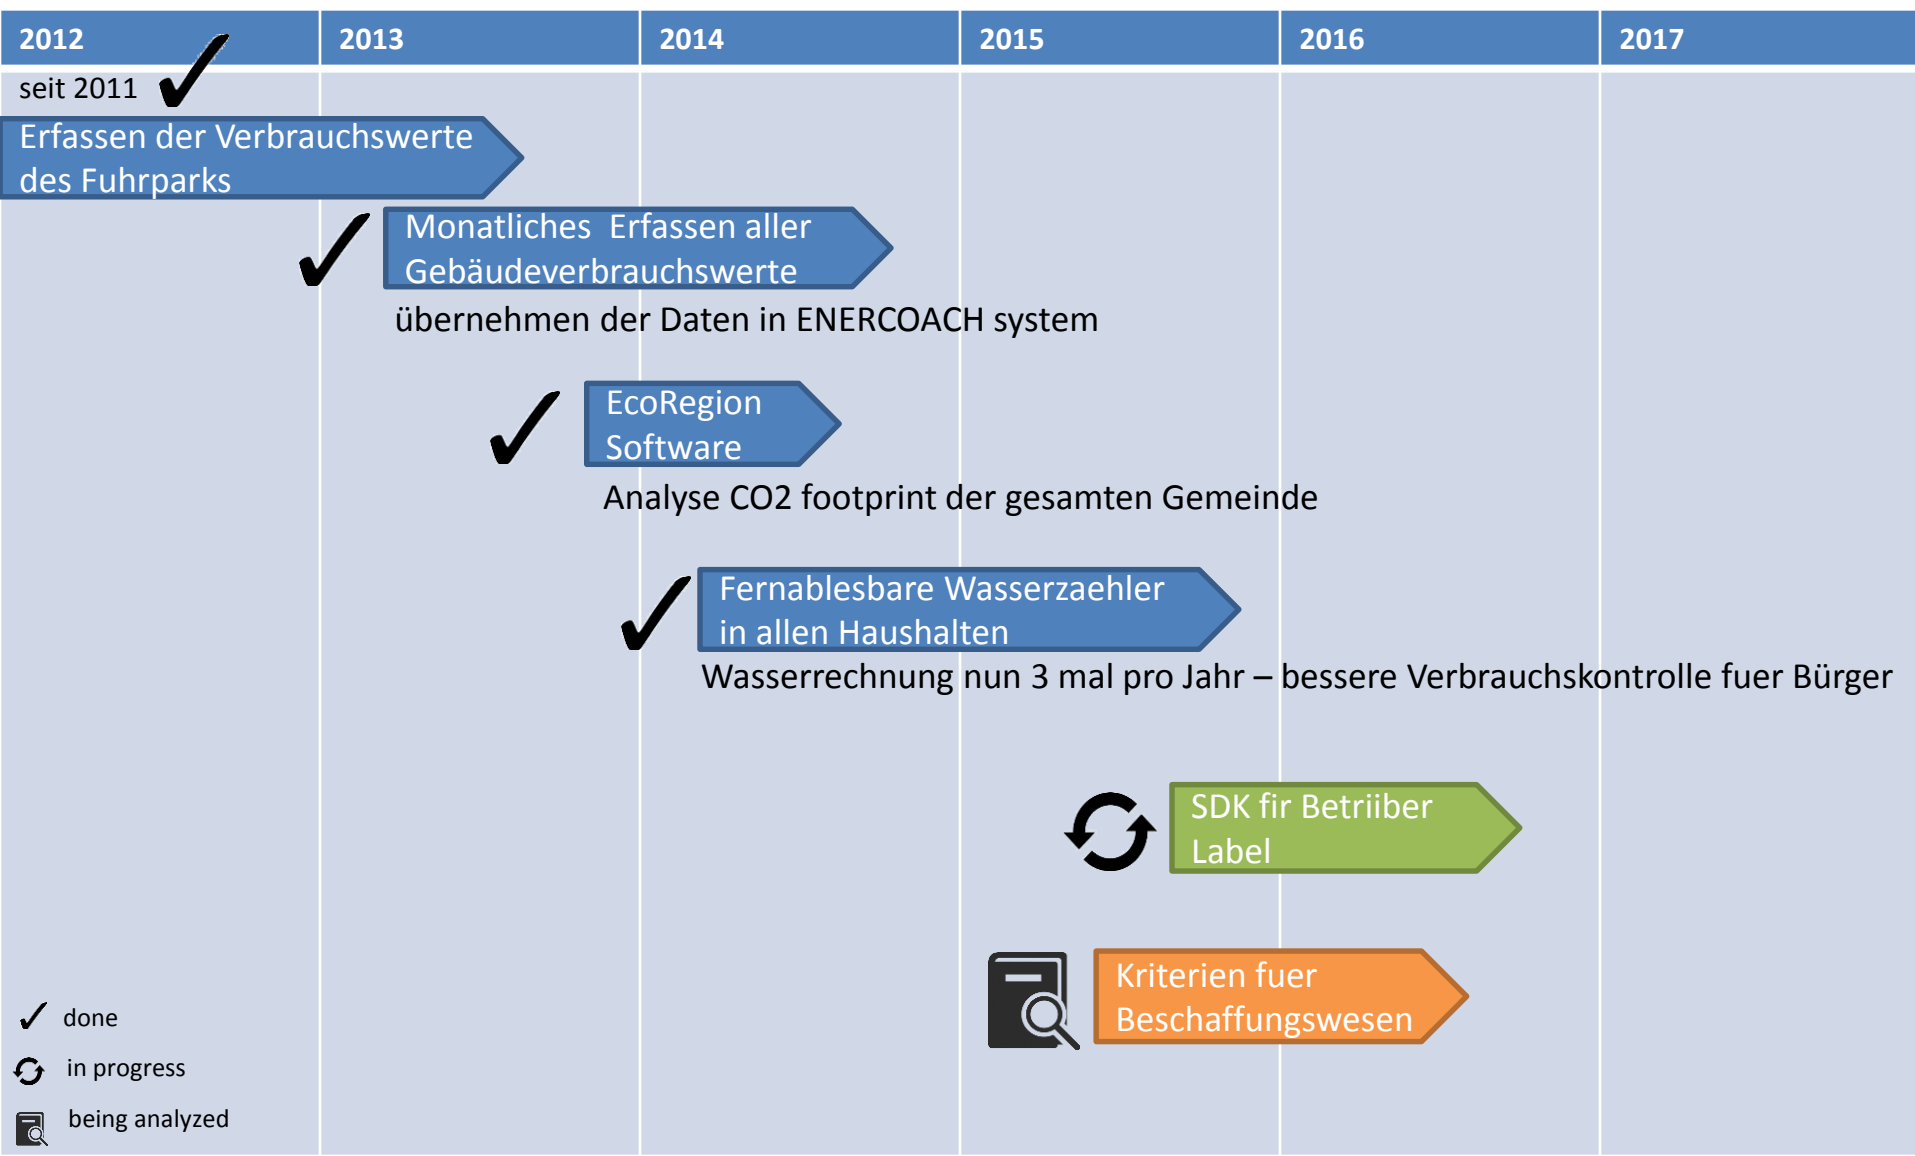 2012 2013 2014 2015 2016 2017
seit 2011
Erfassen der Verbrauchswerte
des Fuhrparks
Monatliches Erfassen aller
Gebäudeverbrauchswerte
übernehmen der Daten in ENERCOACH system
EcoRegion
Software
Analyse CO2 footprint der gesamten Gemeinde
Fernablesbare Wasserzaehler
in allen Haushalten
Wasserrechnung nun 3 mal pro Jahr – bessere Verbrauchskontrolle fuer Bürger
SDK fir Betriiber
Label
Kriterien fuer
Beschaffungswesen
done
in progress
being analyzed